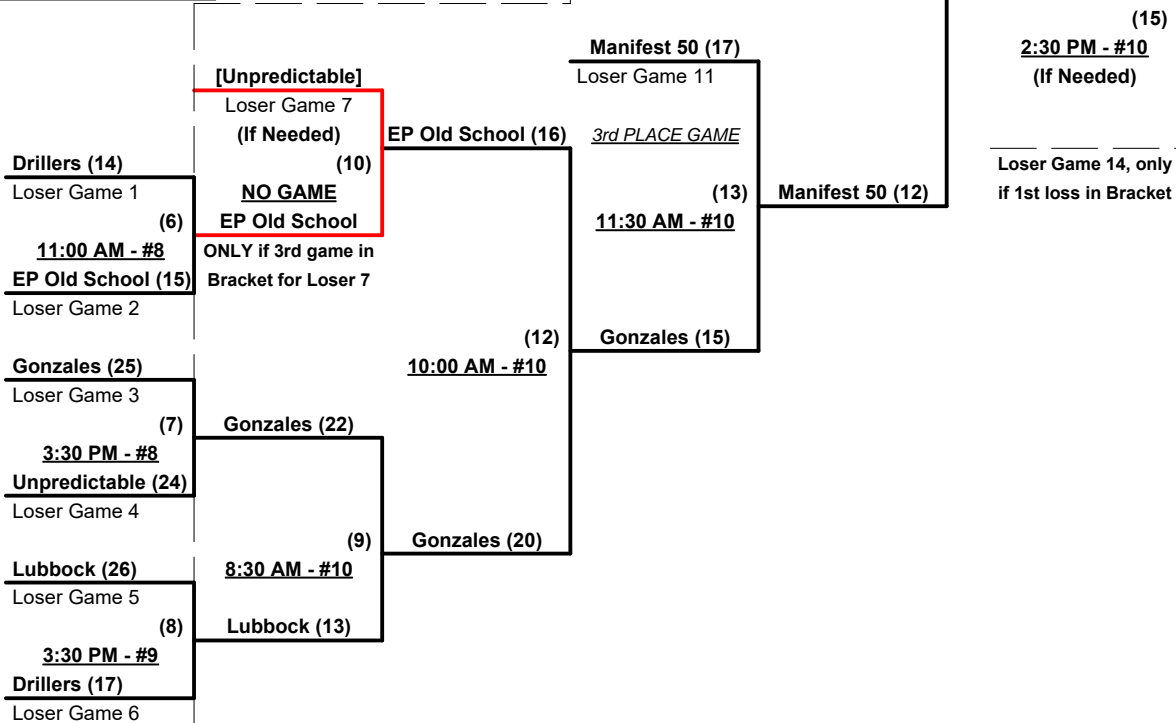 (15)
Manifest 50 (17)
2:30 PM - #10
Loser Game 11
(If Needed)
[Unpredictable]
Loser Game 7
(If Needed)
EP Old School (16)
3rd PLACE GAME
Drillers (14)
(10)
Loser Game 14, only
Loser Game 1
NO GAME
(13)
Manifest 50 (12)
if 1st loss in Bracket
(6)
EP Old School
11:30 AM - #10
11:00 AM - #8
ONLY if 3rd game in
EP Old School (15)
Bracket for Loser 7
Loser Game 2
(12)
Gonzales (15)
Gonzales (25)
10:00 AM - #10
Loser Game 3
(7)
Gonzales (22)
3:30 PM - #8
Unpredictable (24)
Loser Game 4
(9)
Gonzales (20)
Lubbock (26)
8:30 AM - #10
Loser Game 5
(8)
Lubbock (13)
3:30 PM - #9
Drillers (17)
Loser Game 6